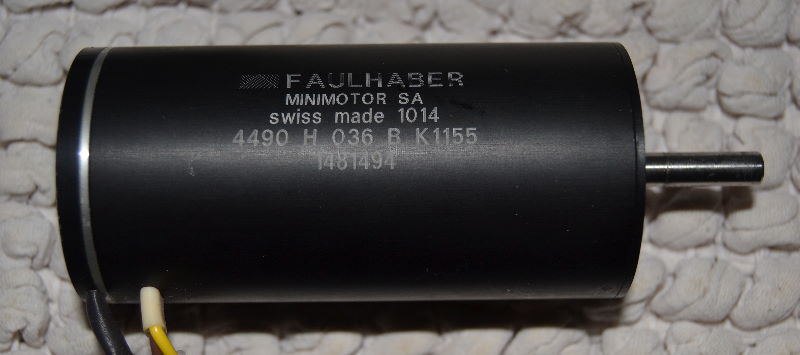 FAULHABER
MINIMOTOR SA
swiss made 1014
4490 H 036 B K1155
1481494